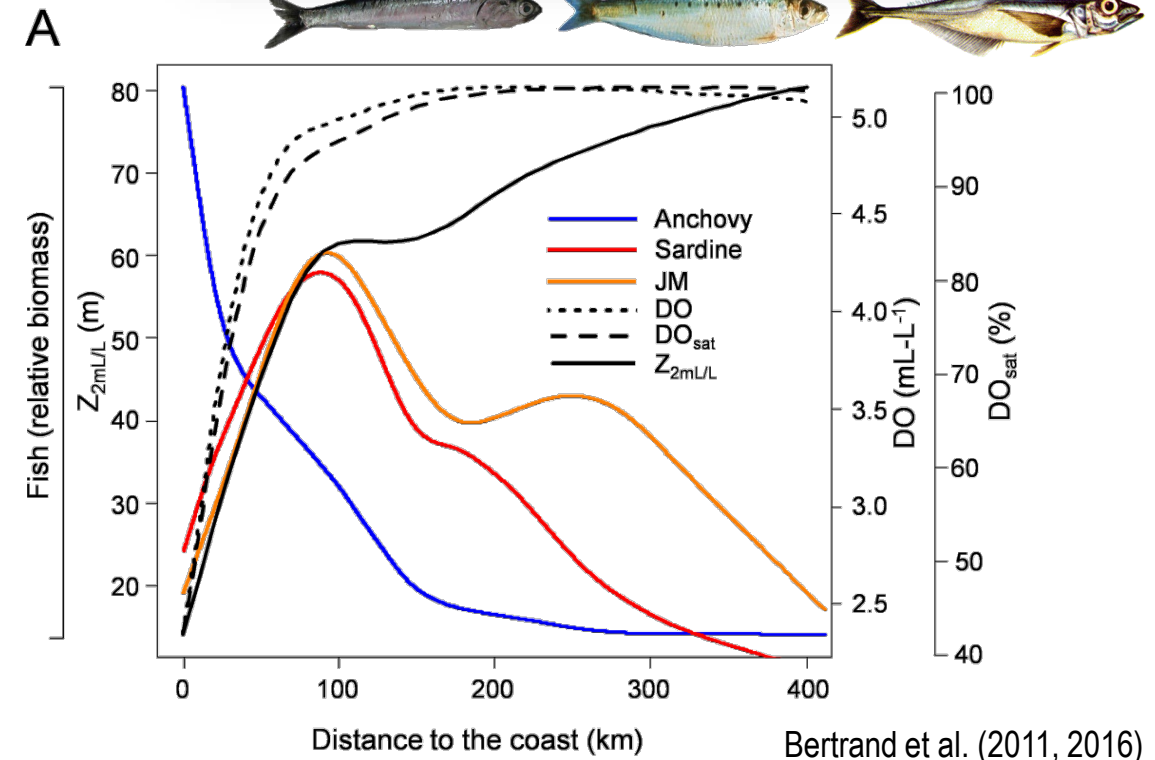 A
Fish (relative biomass)
Z2mL/L (m)
80
70
60
50
40
30
20
Anchovy
Sardine
JM
DO
DOsat
Z2mL/L
5.0
4.5
4.0
3.5
3.0
2.5
DO (mL-L-1)
100
90
80
70
60
50
40
DOsat (%)
0 100 200 300 400
Distance to the coast (km)
Bertrand et al. (2011, 2016)